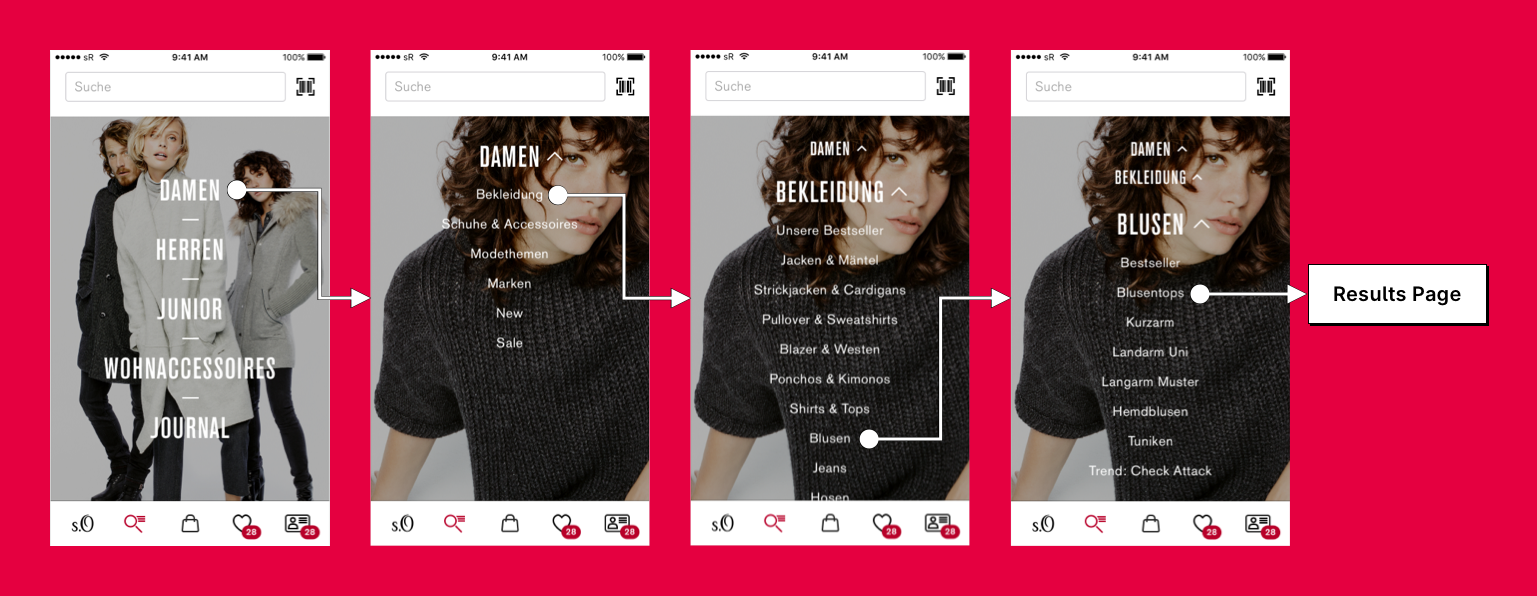 sR 9:41 AM 100%
Suche
DAMEN
HERREN
JUNIOR
WOHNACCESSOIRES
JOURNAL
s.O 28 28
sR 9:41 AM 100%
Suche
DAMEN
Bekleidung
Schuhe & Accessoires
Modethemen
Marken
New
Sale
s.O 28 28
sR 9:41 AM 100%
Suche
DAMEN
BEKLEIDUNG
Unsere Bestseller
Jacken & Mäntel
Strickjacken & Cardigans
Pullover & Sweatshirts
Blazer & Westen
Ponchos & Kimonos
Shirts & Tops
Blusen
Jeans
Hosen
s.O 28 28
sR 9:41 AM 100%
Suche
DAMEN
BEKLEIDUNG
BLUSEN
Bestseller
Blusentops
Kurzarm
Landarm Uni
Langarm Muster
Hemdblusen
Tuniken
Trend: Check Attack
s.O 28 28
Results Page